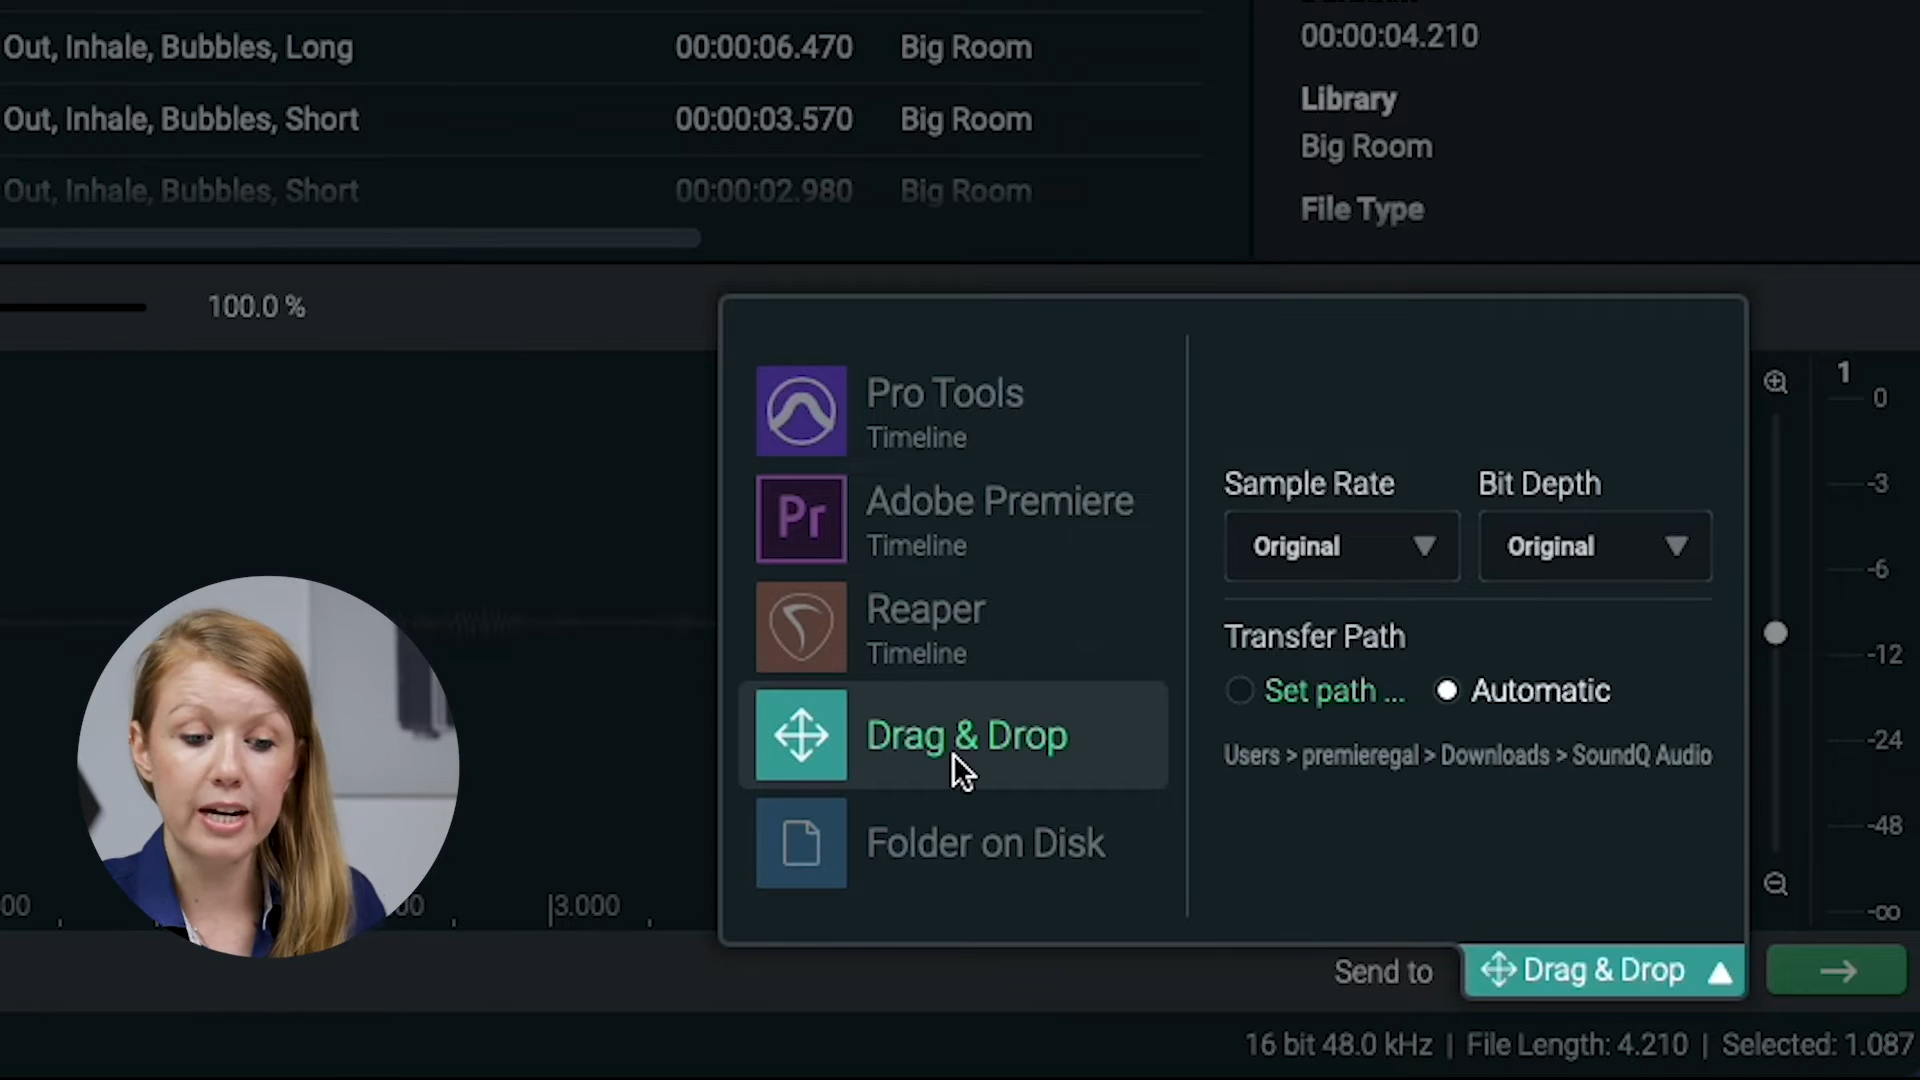 Out, Inhale, Bubbles, Long 00:00:06.470 Big Room
Out, Inhale, Bubbles, Short 00:00:03.570 Big Room
Out, Inhale, Bubbles, Short 00:00:02.980 Big Room
00:00:04.210
Library
Big Room
File Type
100.0 %
Pro Tools
Timeline
Pr
Adobe Premiere
Timeline
Reaper
Timeline
Drag & Drop
Folder on Disk
Sample Rate Bit Depth
Original Original
Transfer Path
Set path ... Automatic
Users > premieregal > Downloads > SoundQ Audio
1
0
-3
-6
-12
-24
-48
-∞
00 00 3.000
Send to Drag & Drop
16 bit 48.0 kHz | File Length: 4.210 | Selected: 1.087